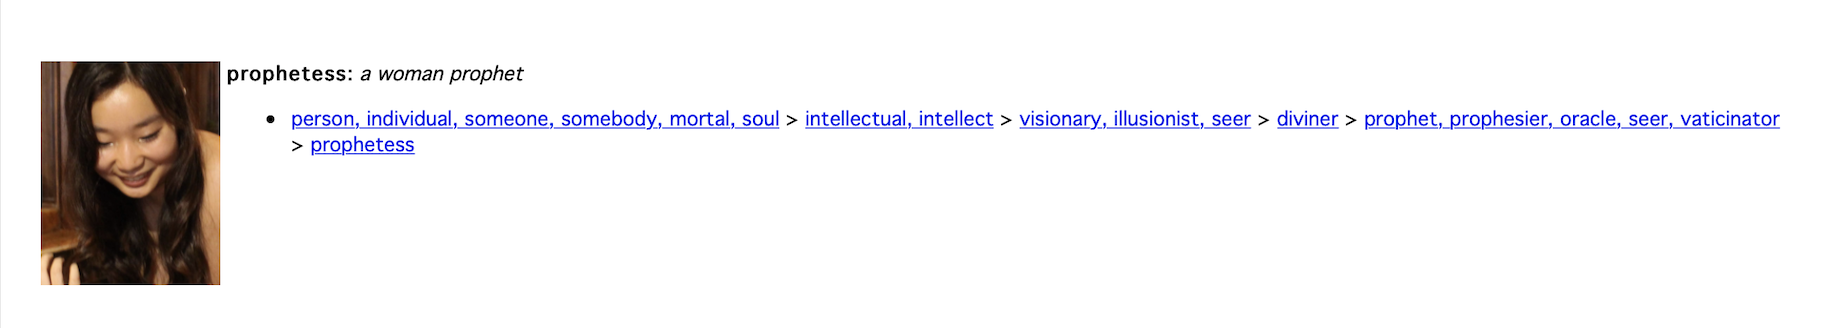 prophetess: a woman prophet
• person, individual, someone, somebody, mortal, soul > intellectual, intellect > visionary, illusionist, seer > diviner > prophet, prophesier, oracle, seer, vaticinator
> prophetess